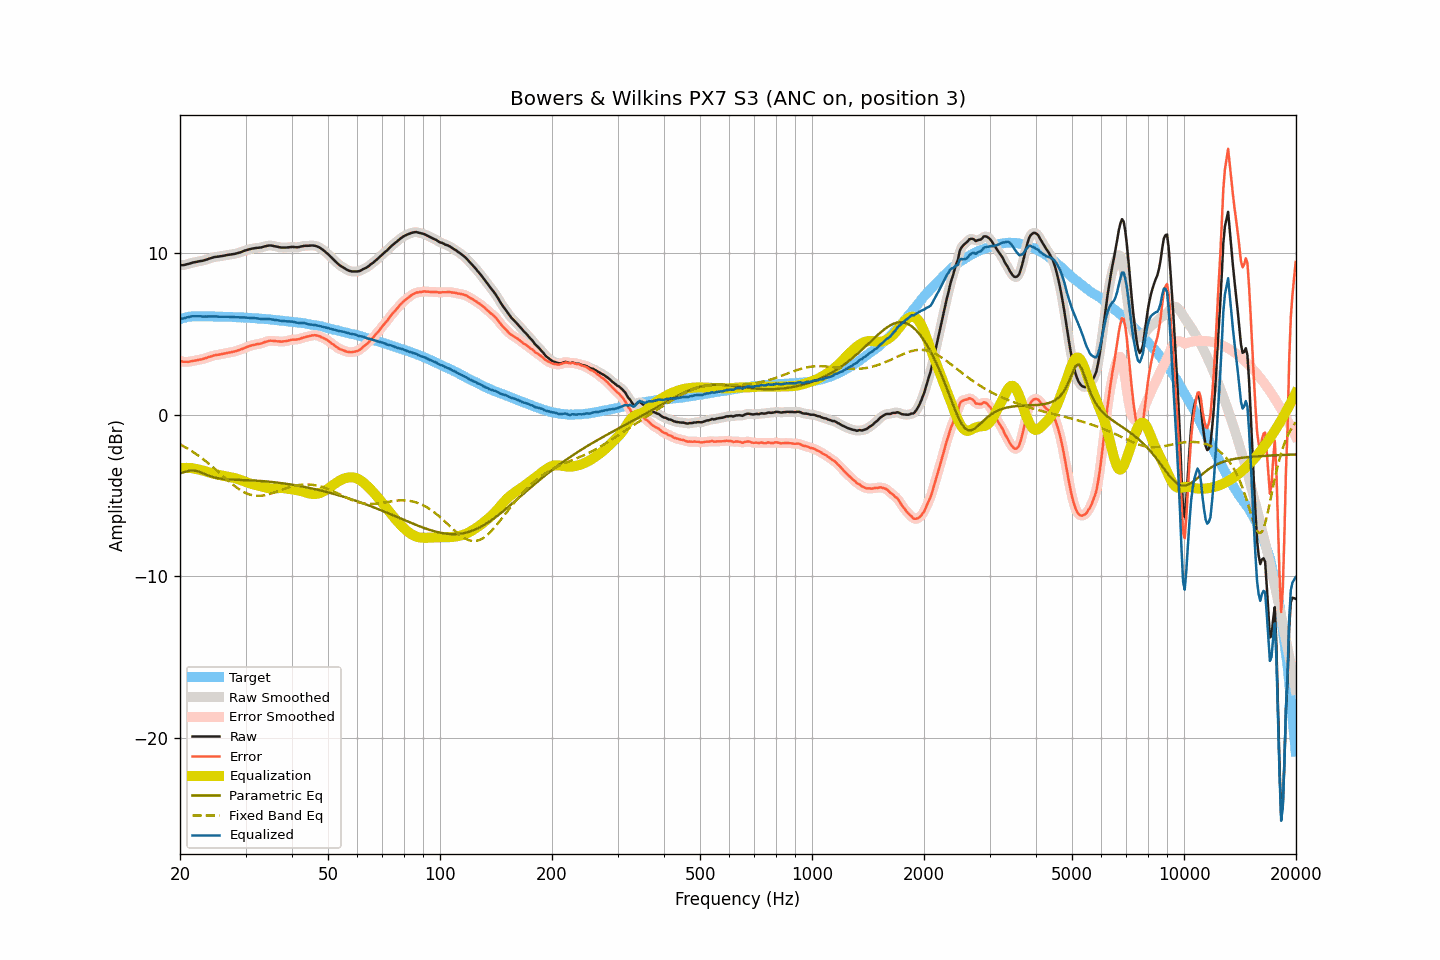 Bowers & Wilkins PX7 S3 (ANC on, position 3)
Amplitude (dBr)
10
0
−10
−20
Target
Raw Smoothed
Error Smoothed
Raw
Error
Equalization
Parametric Eq
Fixed Band Eq
Equalized
20 50 100 200 500 1000 2000 5000 10000 20000
Frequency (Hz)